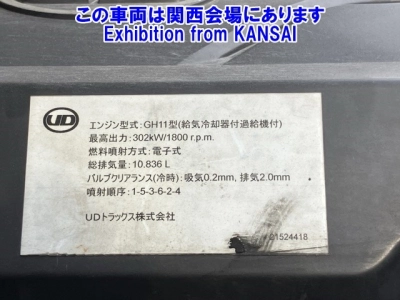 この車両は関西会場にあります
Exhibition from KANSAI
UD
エンジン型式:GH11型(給気冷却器付過給機付)
最高出力:302kW/1800 r.p.m.
燃料噴射方式:電子式
総排気量:10.836 L
バルブクリアランス(冷時):吸気0.2mm, 排気2.0mm
噴射順序:1-5-3-6-2-4
UDトラックス株式会社
21524418